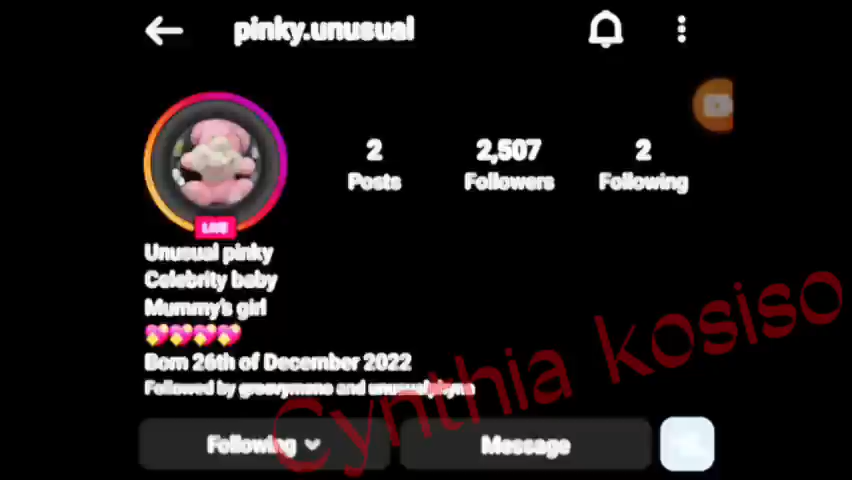 pinky.unusual
2 2,507 2
Posts Followers Following
LIVE
Unusual pinky
Celebrity baby
Mummy's girl
💝💝💝💝
Born 26th of December 2022
Followed by groovymono and
Cynthia kosiso
Following Message